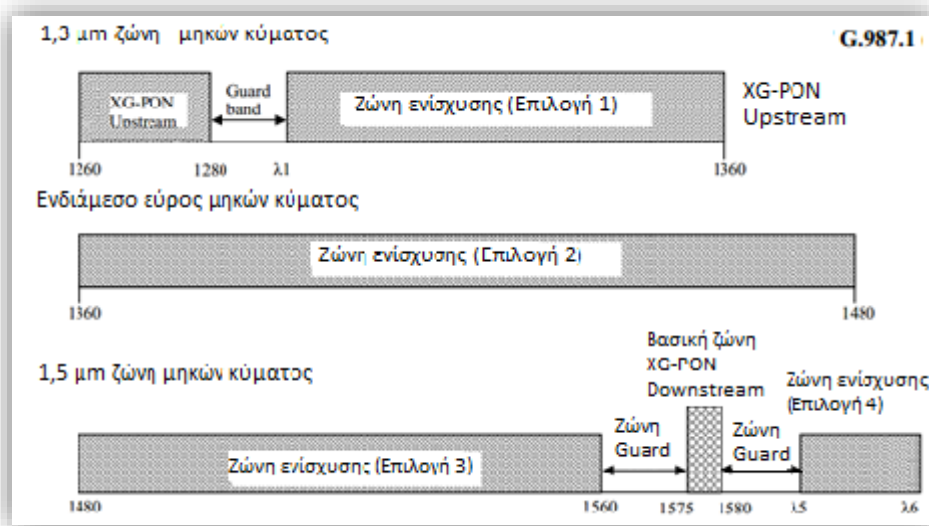 1,3 μm ζώνη μηκών κύματος
G.987.1
XG-PON
Upstream
Guard
band
Ζώνη ενίσχυσης (Επιλογή 1)
XG-PON
Upstream
1260
1280
λ1
1360
Ενδιάμεσο εύρος μηκών κύματος
Ζώνη ενίσχυσης (Επιλογή 2)
1360
1480
1,5 μm ζώνη μηκών κύματος
Βασική ζώνη
XG-PON
Downstream
Ζώνη ενίσχυσης
(Επιλογή 4)
Ζώνη ενίσχυσης (Επιλογή 3)
Ζώνη
Guard
Ζώνη
Guard
1480
1560
1575
1580
λ5
λ6